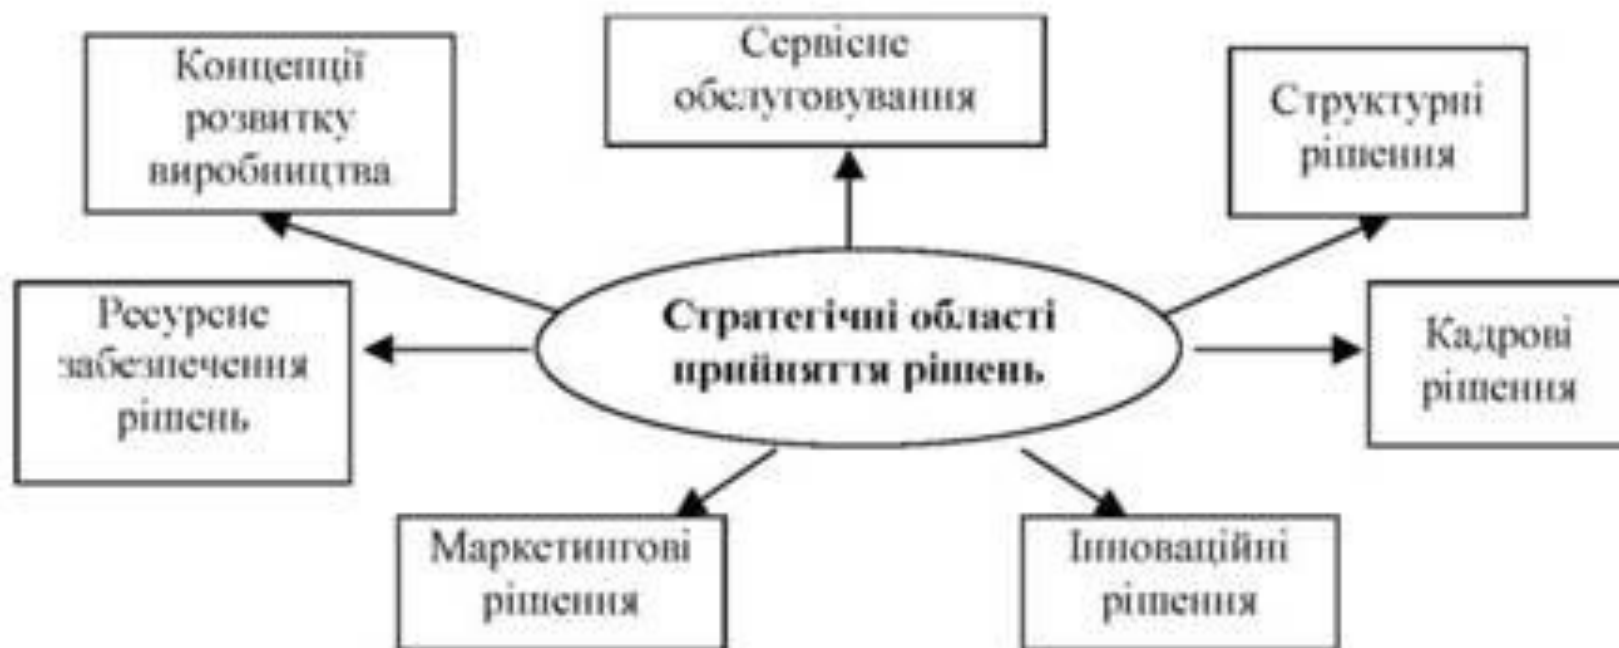 Концепції
розвитку
виробництва
Сервісне
обслуговування
Структурні
рішення
Ресурсне
забезпечення
рішень
Стратегічні області
прийняття рішень
Кадрові
рішення
Маркетингові
рішення
Інноваційні
рішення